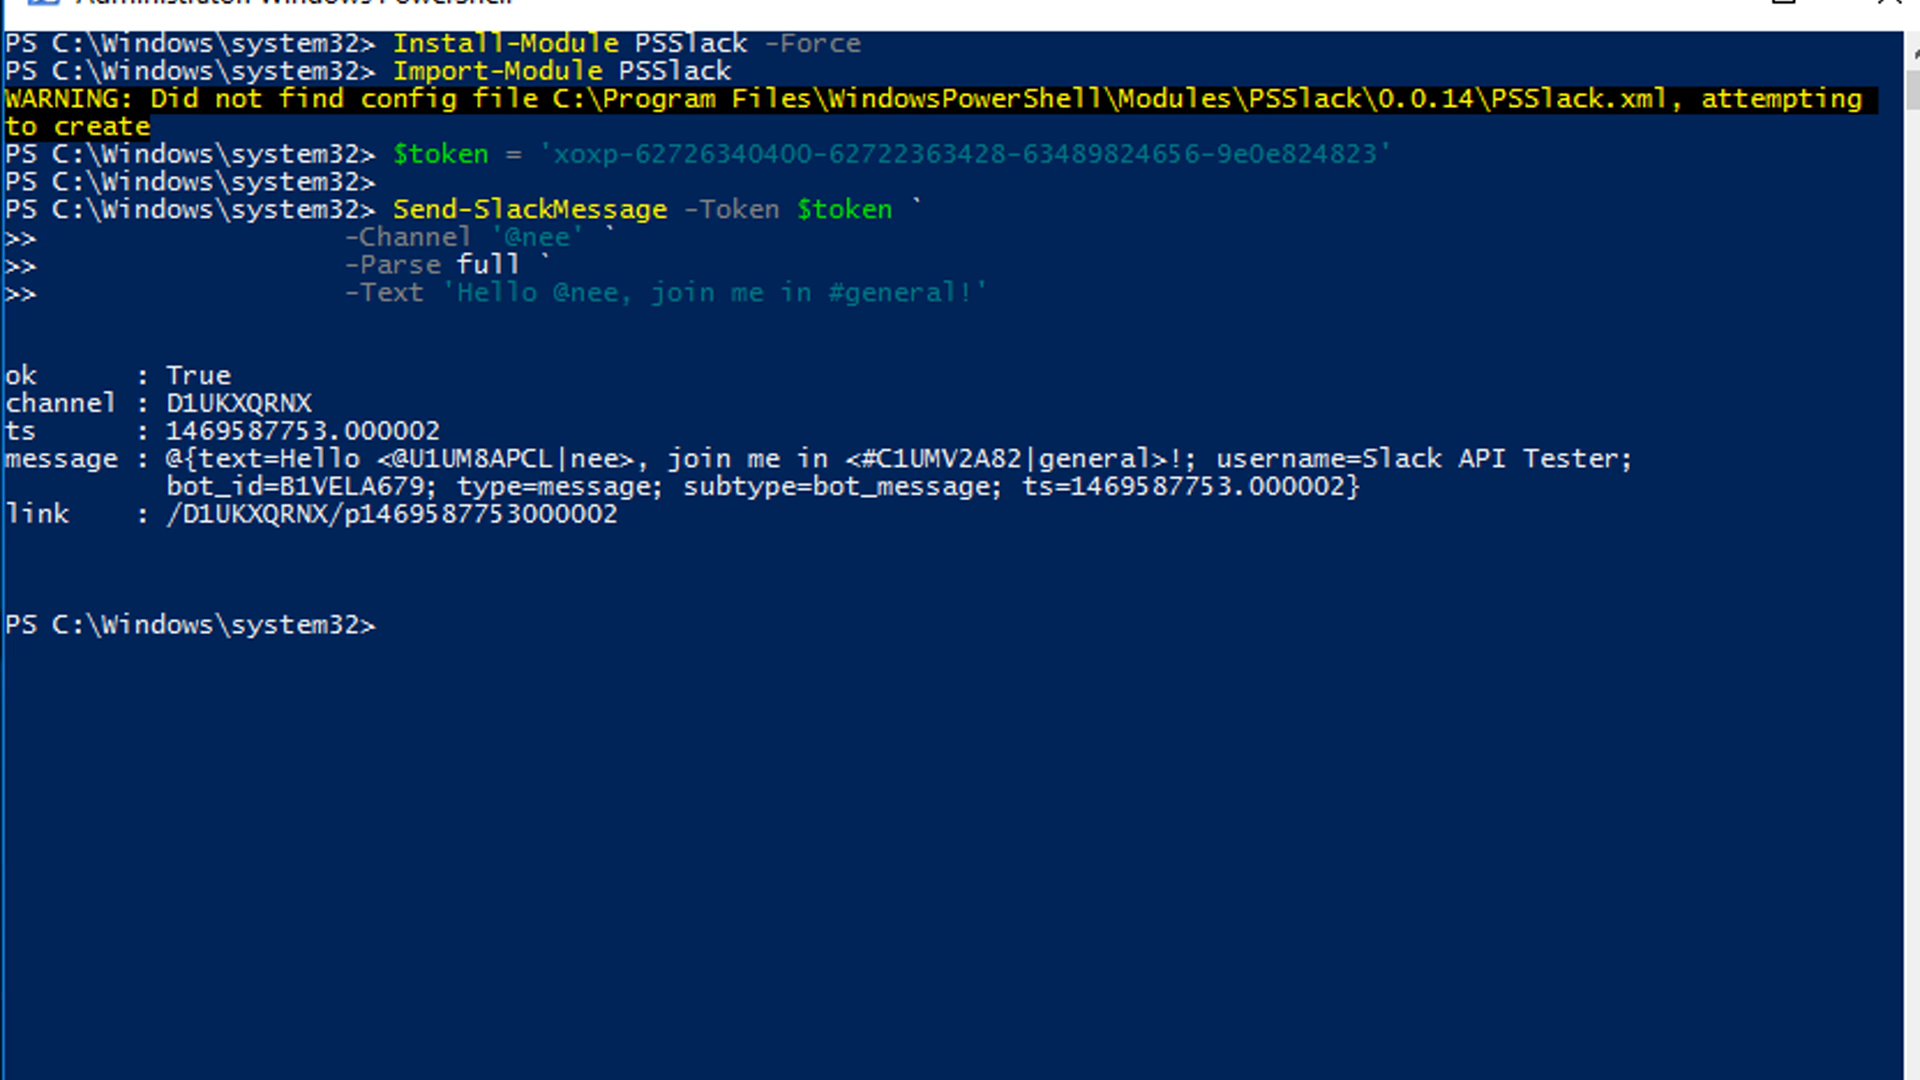 Administrator: Windows PowerShell
PS C:\Windows\system32> Install-Module PSSlack -Force
PS C:\Windows\system32> Import-Module PSSlack
WARNING: Did not find config file C:\Program Files\WindowsPowerShell\Modules\PSSlack\0.0.14\PSSlack.xml, attempting
to create
PS C:\Windows\system32> $token = 'xoxp-62726340400-62722363428-63489824656-9e0e824823'
PS C:\Windows\system32>
PS C:\Windows\system32> Send-SlackMessage -Token $token `
>> -Channel '@nee' `
>> -Parse full `
>> -Text 'Hello @nee, join me in #general!'
ok : True
channel : D1UKXQRNX
ts : 1469587753.000002
message : @{text=Hello <@U1UM8APCL|nee>, join me in <#C1UMV2A82|general>!; username=Slack API Tester;
bot_id=B1VELA679; type=message; subtype=bot_message; ts=1469587753.000002}
link : /D1UKXQRNX/p1469587753000002
PS C:\Windows\system32>